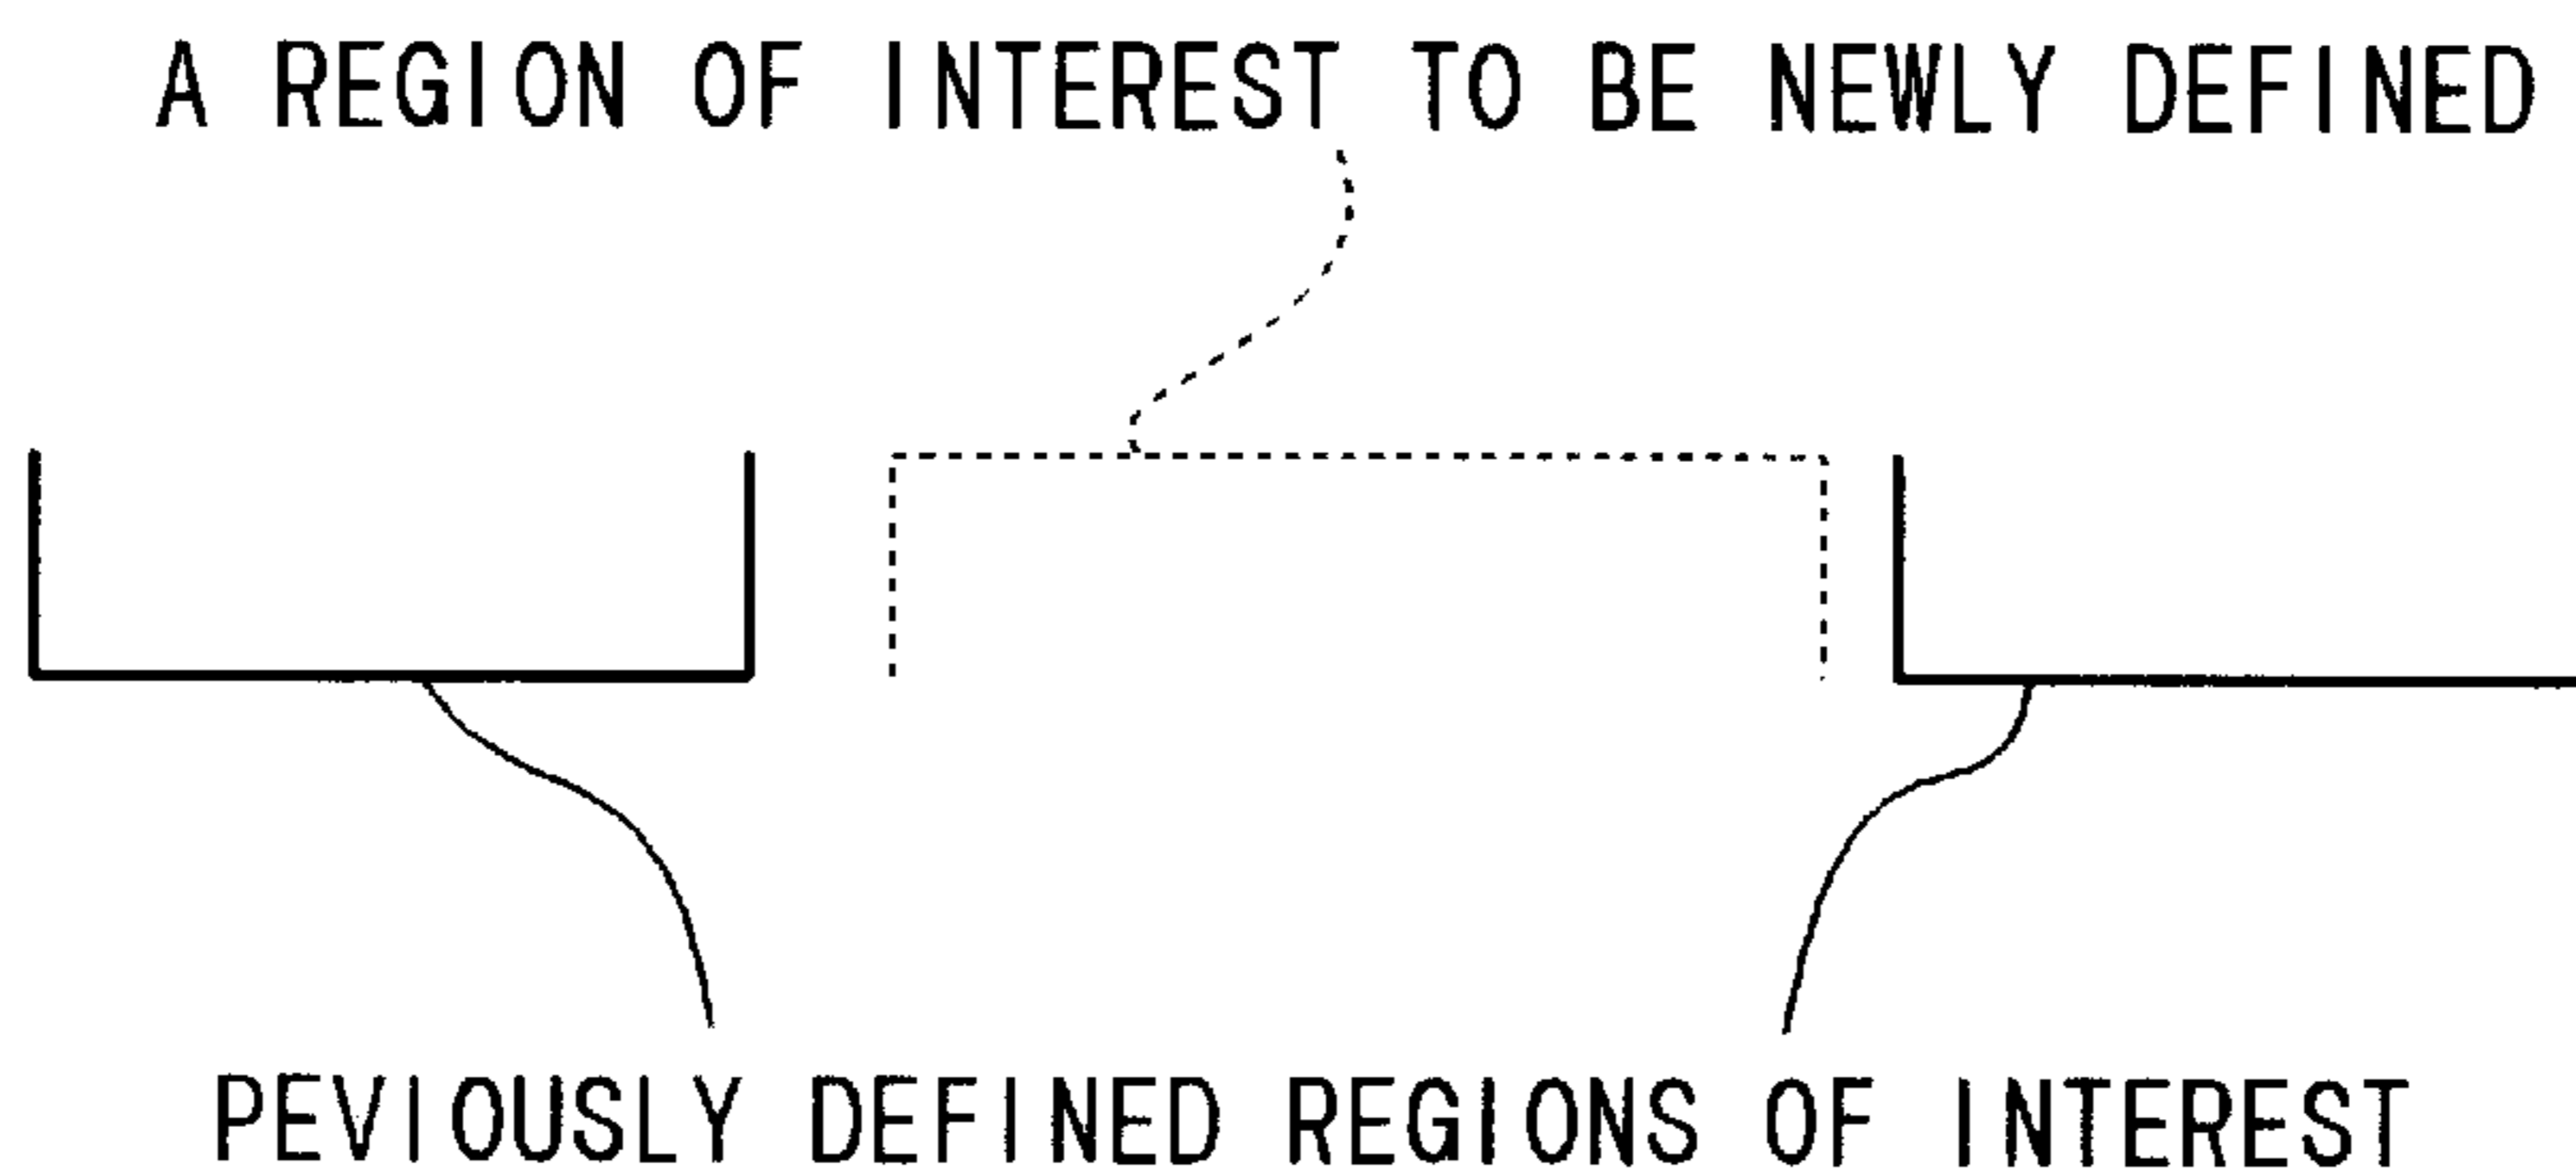 A REGION OF INTEREST TO BE NEWLY DEFINED
PEVIOUSLY DEFINED REGIONS OF INTEREST